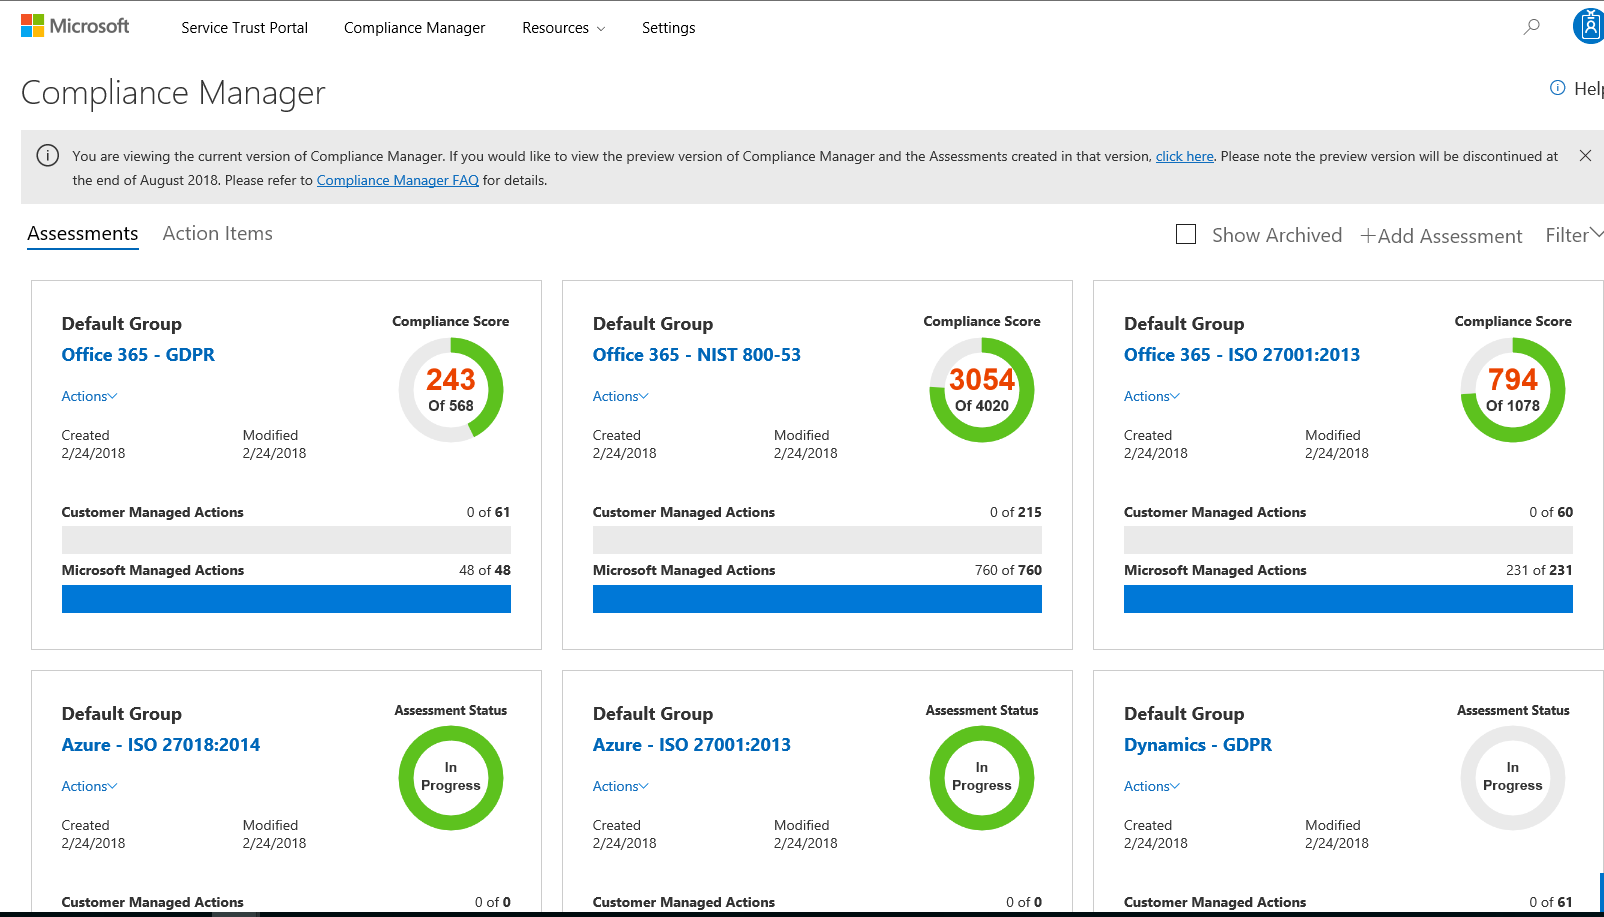 Microsoft
Service Trust Portal
Compliance Manager
Resources
Settings
Compliance Manager
Help
You are viewing the current version of Compliance Manager. If you would like to view the preview version of Compliance Manager and the Assessments created in that version, click here. Please note the preview version will be discontinued at
the end of August 2018. Please refer to Compliance Manager FAQ for details.
Assessments
Action Items
Show Archived
+Add Assessment
Filter
Default Group
Office 365 - GDPR
Actions
Compliance Score
243
Of 568
Created
2/24/2018
Modified
2/24/2018
Customer Managed Actions
0 of 61
Microsoft Managed Actions
48 of 48
Default Group
Office 365 - NIST 800-53
Actions
Compliance Score
3054
Of 4020
Created
2/24/2018
Modified
2/24/2018
Customer Managed Actions
0 of 215
Microsoft Managed Actions
760 of 760
Default Group
Office 365 - ISO 27001:2013
Actions
Compliance Score
794
Of 1078
Created
2/24/2018
Modified
2/24/2018
Customer Managed Actions
0 of 60
Microsoft Managed Actions
231 of 231
Default Group
Azure - ISO 27018:2014
Actions
Assessment Status
In
Progress
Created
2/24/2018
Modified
2/24/2018
Customer Managed Actions
0 of 0
Default Group
Azure - ISO 27001:2013
Actions
Assessment Status
In
Progress
Created
2/24/2018
Modified
2/24/2018
Customer Managed Actions
0 of 0
Default Group
Dynamics - GDPR
Actions
Assessment Status
In
Progress
Created
2/24/2018
Modified
2/24/2018
Customer Managed Actions
0 of 61